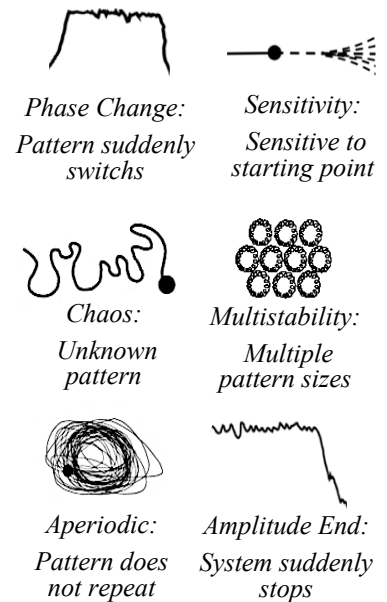 Phase Change:
Pattern suddenly
switchs
Sensitivity:
Sensitive to
starting point
Chaos:
Unknown
pattern
Multistability:
Multiple
pattern sizes
Aperiodic:
Pattern does
not repeat
Amplitude End:
System suddenly
stops